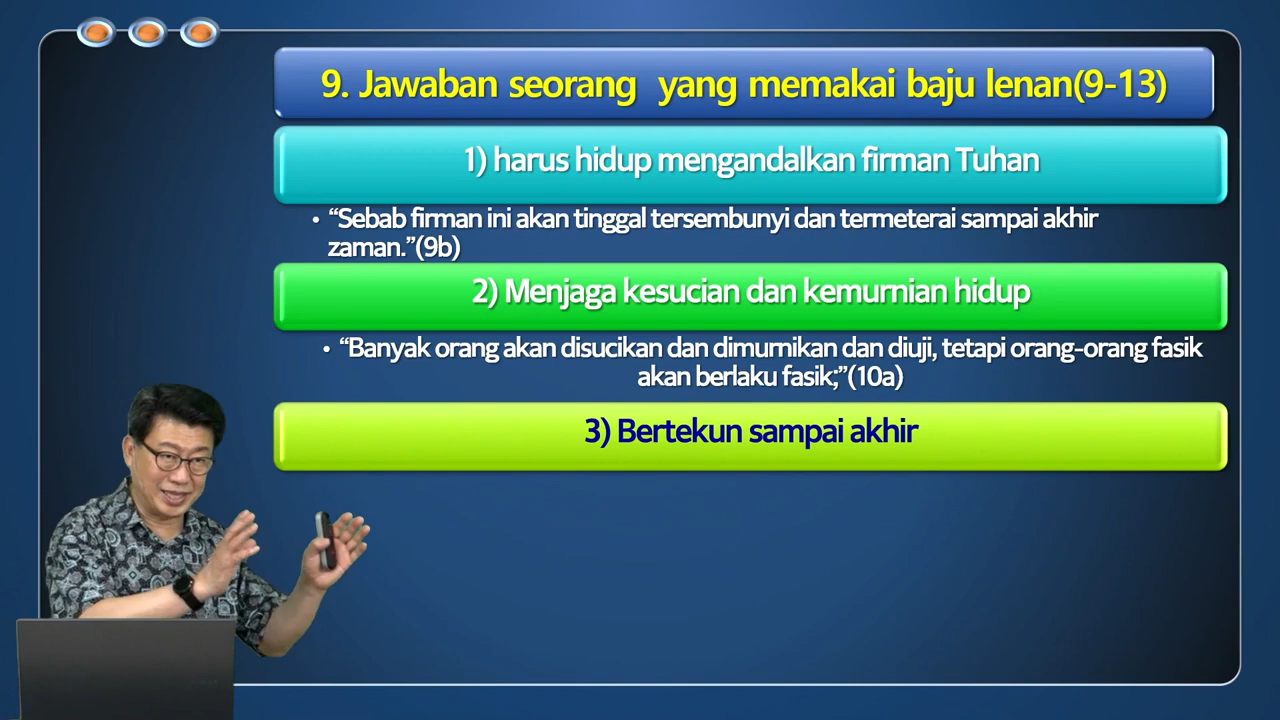 9. Jawaban seorang  yang memakai baju lenan(9-13)
1) harus hidup mengandalkan firman Tuhan
• “Sebab firman ini akan tinggal tersembunyi dan termeterai sampai akhir
zaman.”(9b)
2) Menjaga kesucian dan kemurnian hidup
• “Banyak orang akan disucikan dan dimurnikan dan diuji, tetapi orang-orang fasik
akan berlaku fasik;”(10a)
3) Bertekun sampai akhir